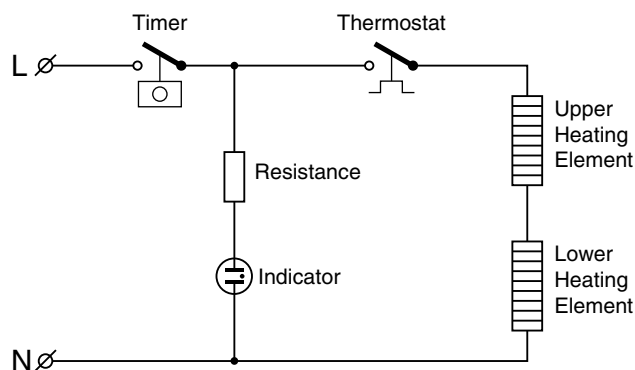 Timer
Thermostat
L
Upper
Heating
Element
Resistance
Lower
Heating
Element
Indicator
N